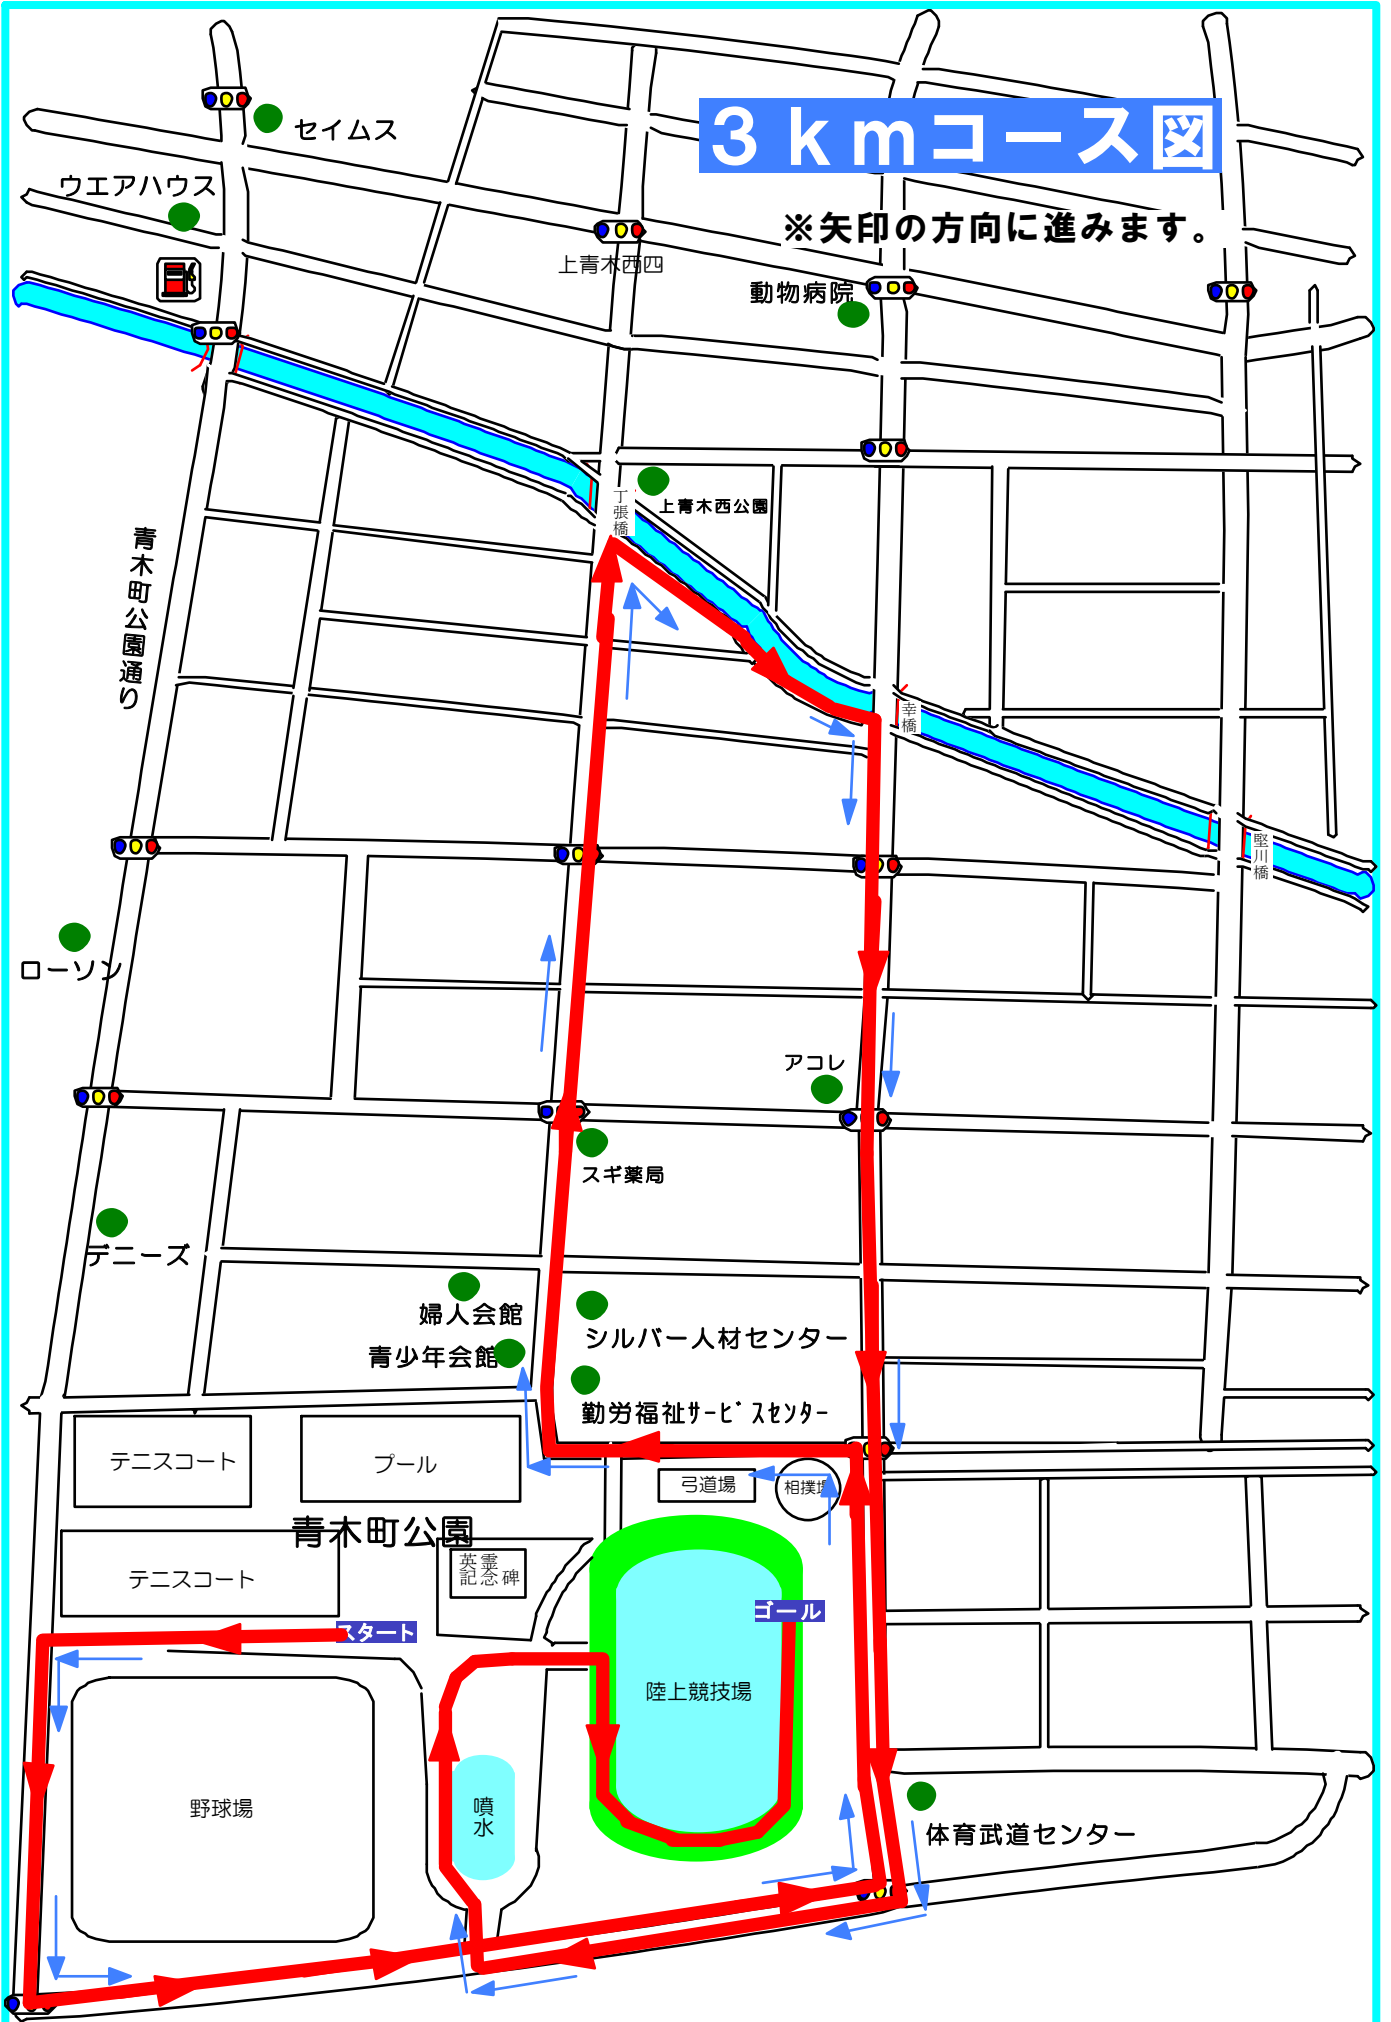 ３ｋｍコース図
※矢印の方向に進みます。
セイムス
ウエアハウス
上青木西四
動物病院
丁張橋
上青木西公園
青木町公園通り
幸橋
堅川橋
ローソン
アコレ
スギ薬局
デニーズ
婦人会館
シルバー人材センター
青少年会館
勤労福祉ｻｰﾋﾞｽｾﾝﾀｰ
テニスコート
プール
弓道場
相撲場
青木町公園
テニスコート
英霊記念碑
スタート
ゴール
陸上競技場
野球場
噴水
体育武道センター